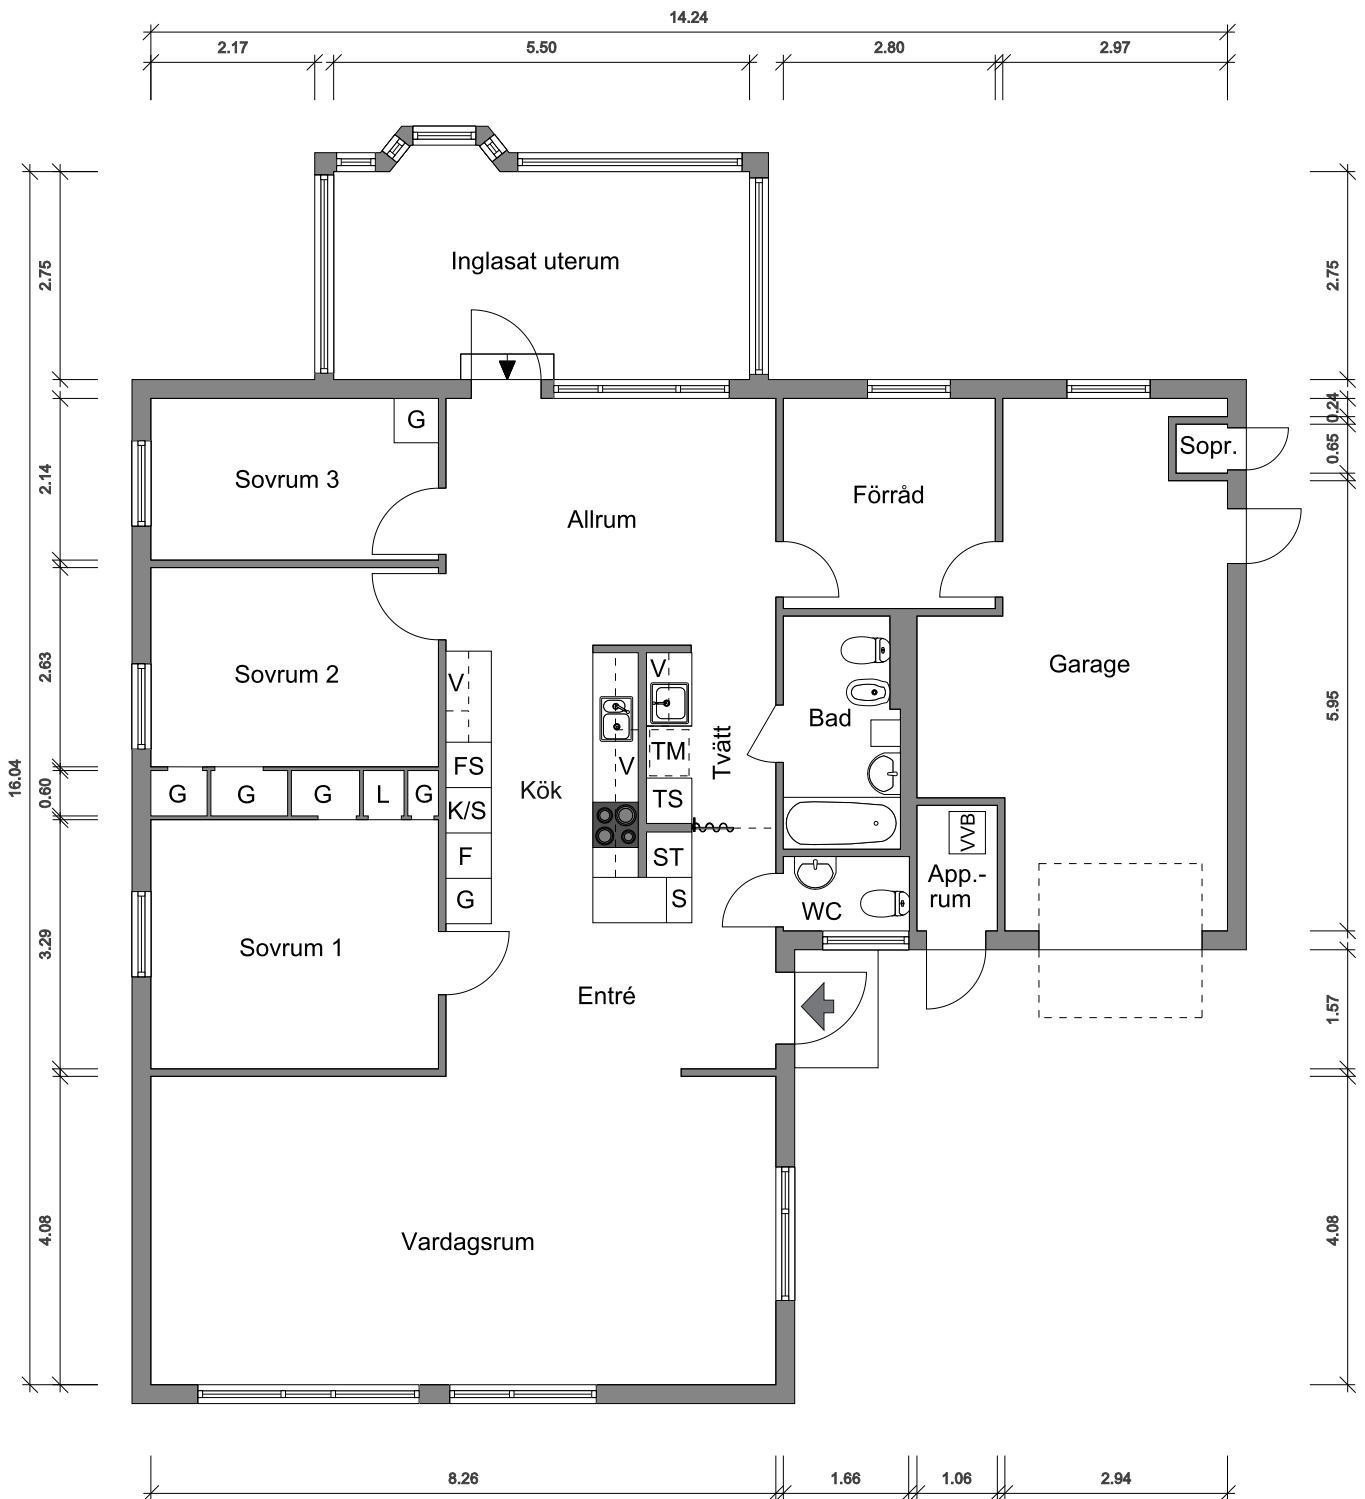 14.24
2.17
5.50
2.80
2.97
2.75
2.75
Inglasat uterum
G
0.24
Sopr.
0.65
2.14
Sovrum 3
Förråd
Allrum
16.04
2.63
Sovrum 2
V
V
Garage
5.95
Bad
TM
Tvätt
FS
V
Kök
0.60
G
G
G
L
G
K/S
TS
VVB
F
ST
App.-
rum
G
S
WC
3.29
Sovrum 1
Entré
1.57
4.08
Vardagsrum
4.08
8.26
1.66
1.06
2.94